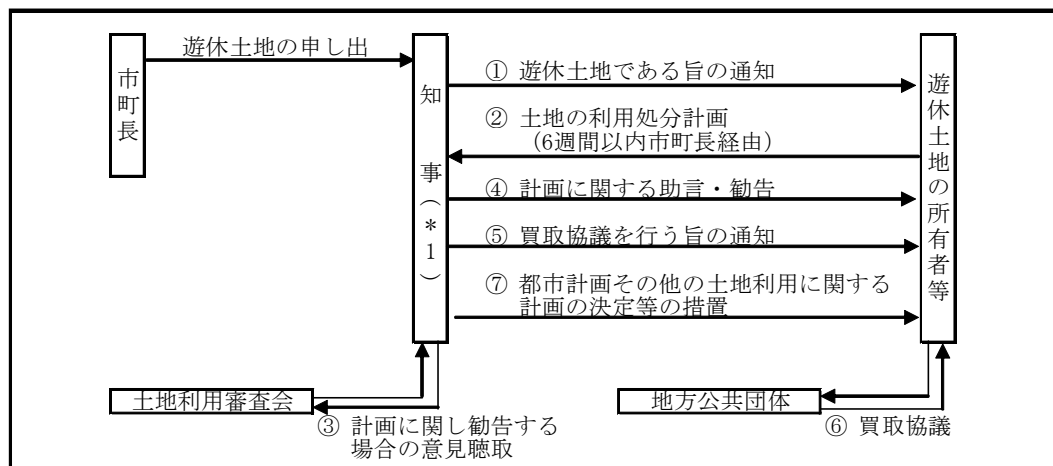 遊休土地の申し出
市町長
知事(*1)
① 遊休土地である旨の通知
② 土地の利用処分計画
(6週間以内市町長経由)
④ 計画に関する助言・勧告
⑤ 買取協議を行う旨の通知
⑦ 都市計画その他の土地利用に関する
計画の決定等の措置
遊休土地の所有者等
土地利用審査会
③ 計画に関し勧告する
場合の意見聴取
地方公共団体
⑥ 買取協議